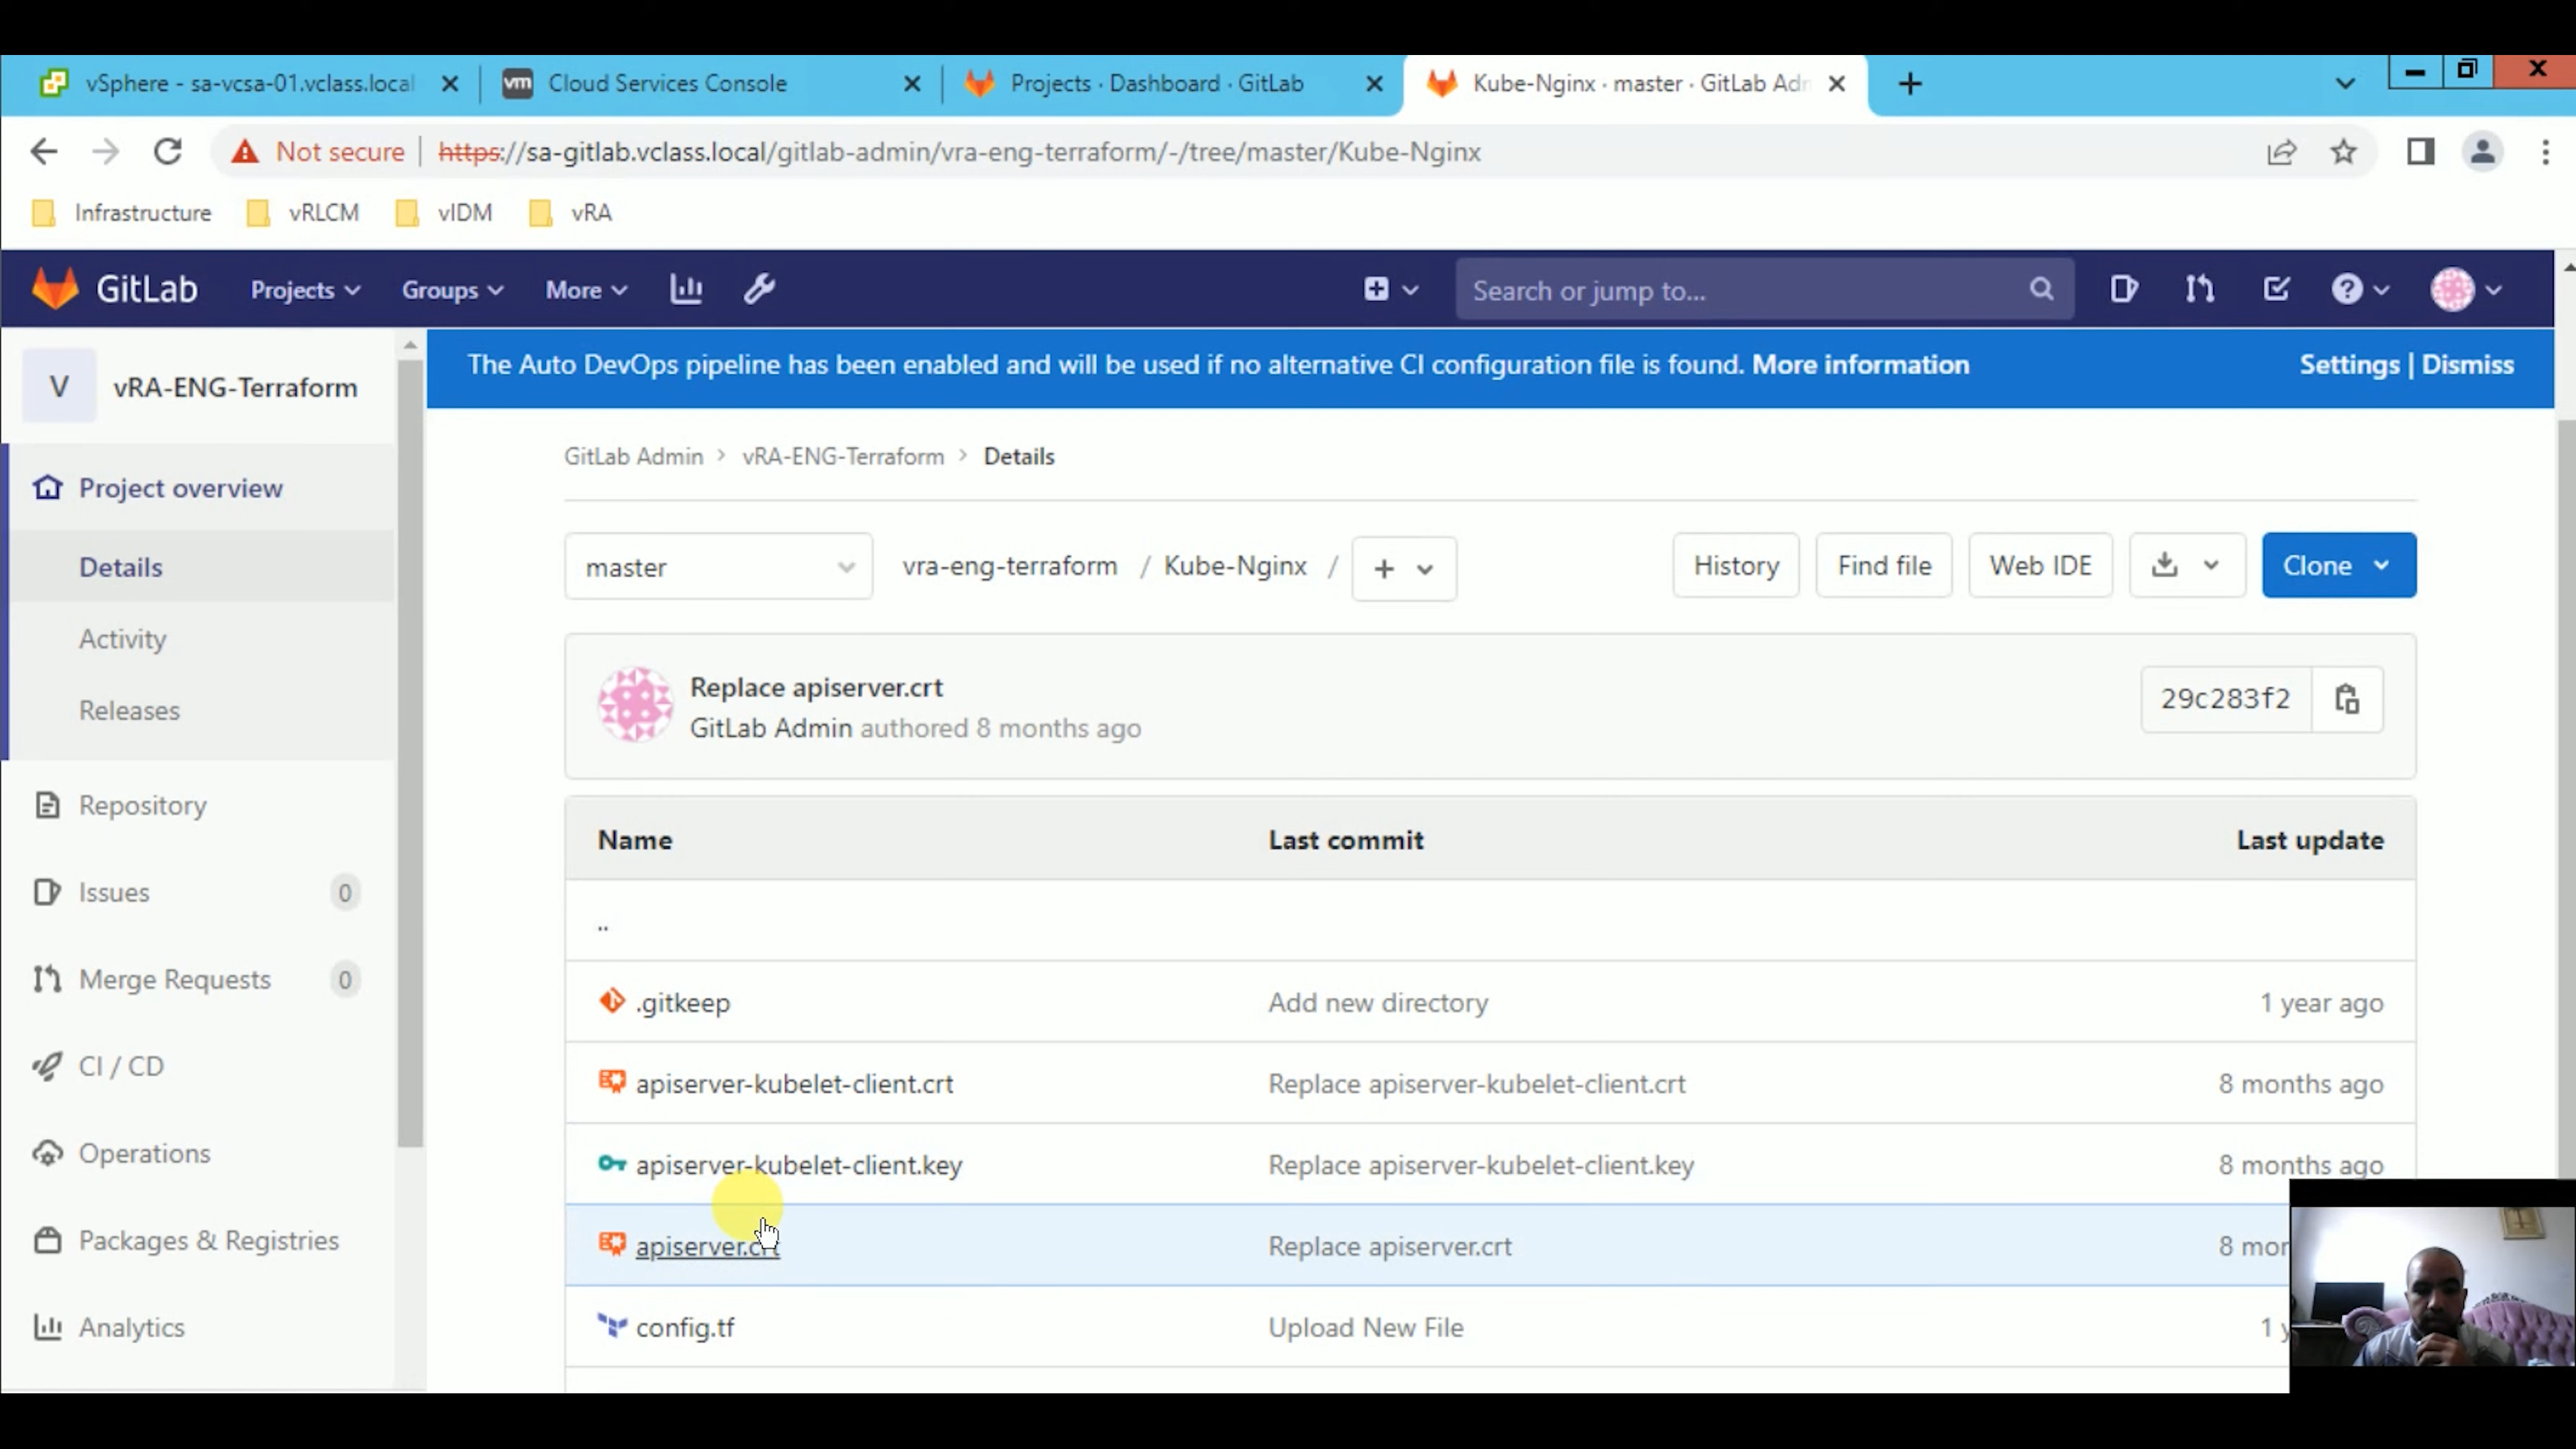 vSphere - sa-vcsa-01.vclass.local
vm Cloud Services Console
Projects · Dashboard · GitLab
Kube-Nginx · master · GitLab Adr
Not secure | https://sa-gitlab.vclass.local/gitlab-admin/vra-eng-terraform/-/tree/master/Kube-Nginx
Infrastructure vRLCM vIDM vRA
GitLab Projects Groups More Search or jump to...
V vRA-ENG-Terraform
The Auto DevOps pipeline has been enabled and will be used if no alternative CI configuration file is found. More information Settings | Dismiss
Project overview
Details
Activity
Releases
Repository
Issues 0
Merge Requests 0
CI / CD
Operations
Packages & Registries
Analytics
GitLab Admin > vRA-ENG-Terraform > Details
master vra-eng-terraform / Kube-Nginx / + History Find file Web IDE Clone
Replace apiserver.crt
GitLab Admin authored 8 months ago
29c283f2
Name Last commit Last update
..
.gitkeep Add new directory 1 year ago
apiserver-kubelet-client.crt Replace apiserver-kubelet-client.crt 8 months ago
apiserver-kubelet-client.key Replace apiserver-kubelet-client.key 8 months ago
apiserver.crt Replace apiserver.crt 8 mor
config.tf Upload New File 1 y